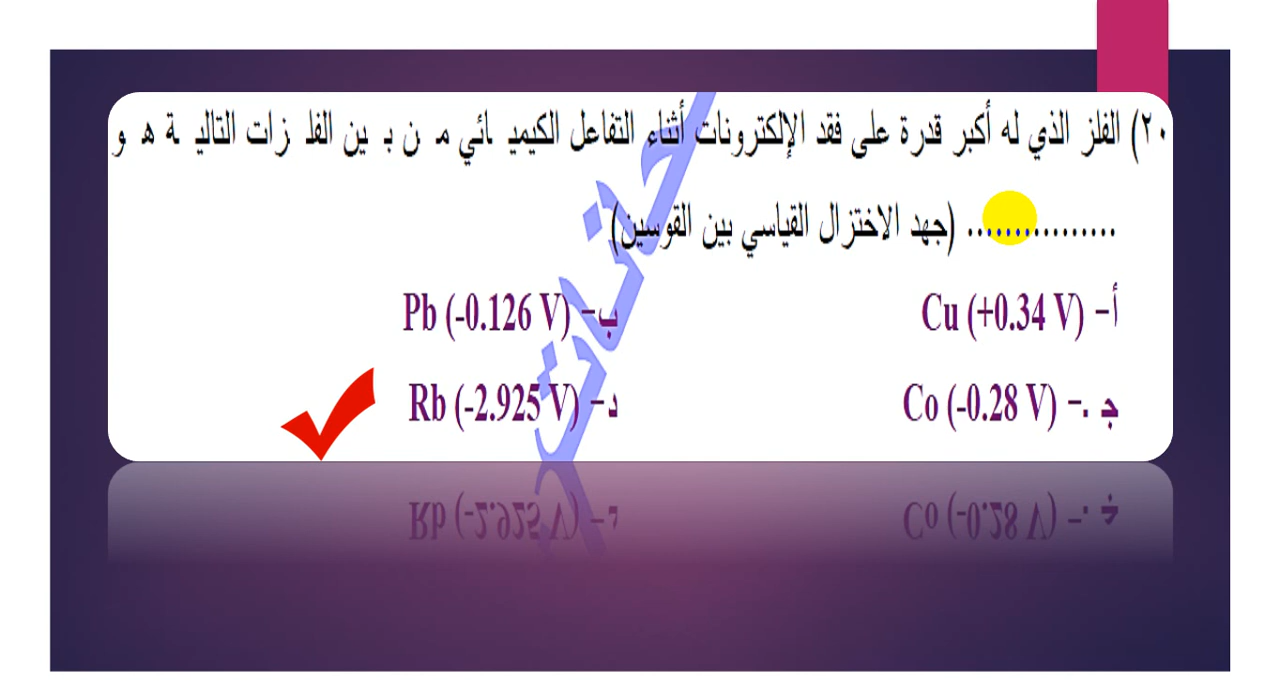 ٢٠) الفلز الذي له أكبر قدرة على فقد الإلكترونات أثناء التفاعل الكيميائي من بين الفلزات التالية هو
................ (جهد الاختزال القياسي بين القوسين)
أ- Cu (+0.34 V) ب- Pb (-0.126 V)
ج.- Co (-0.28 V) د- Rb (-2.925 V)